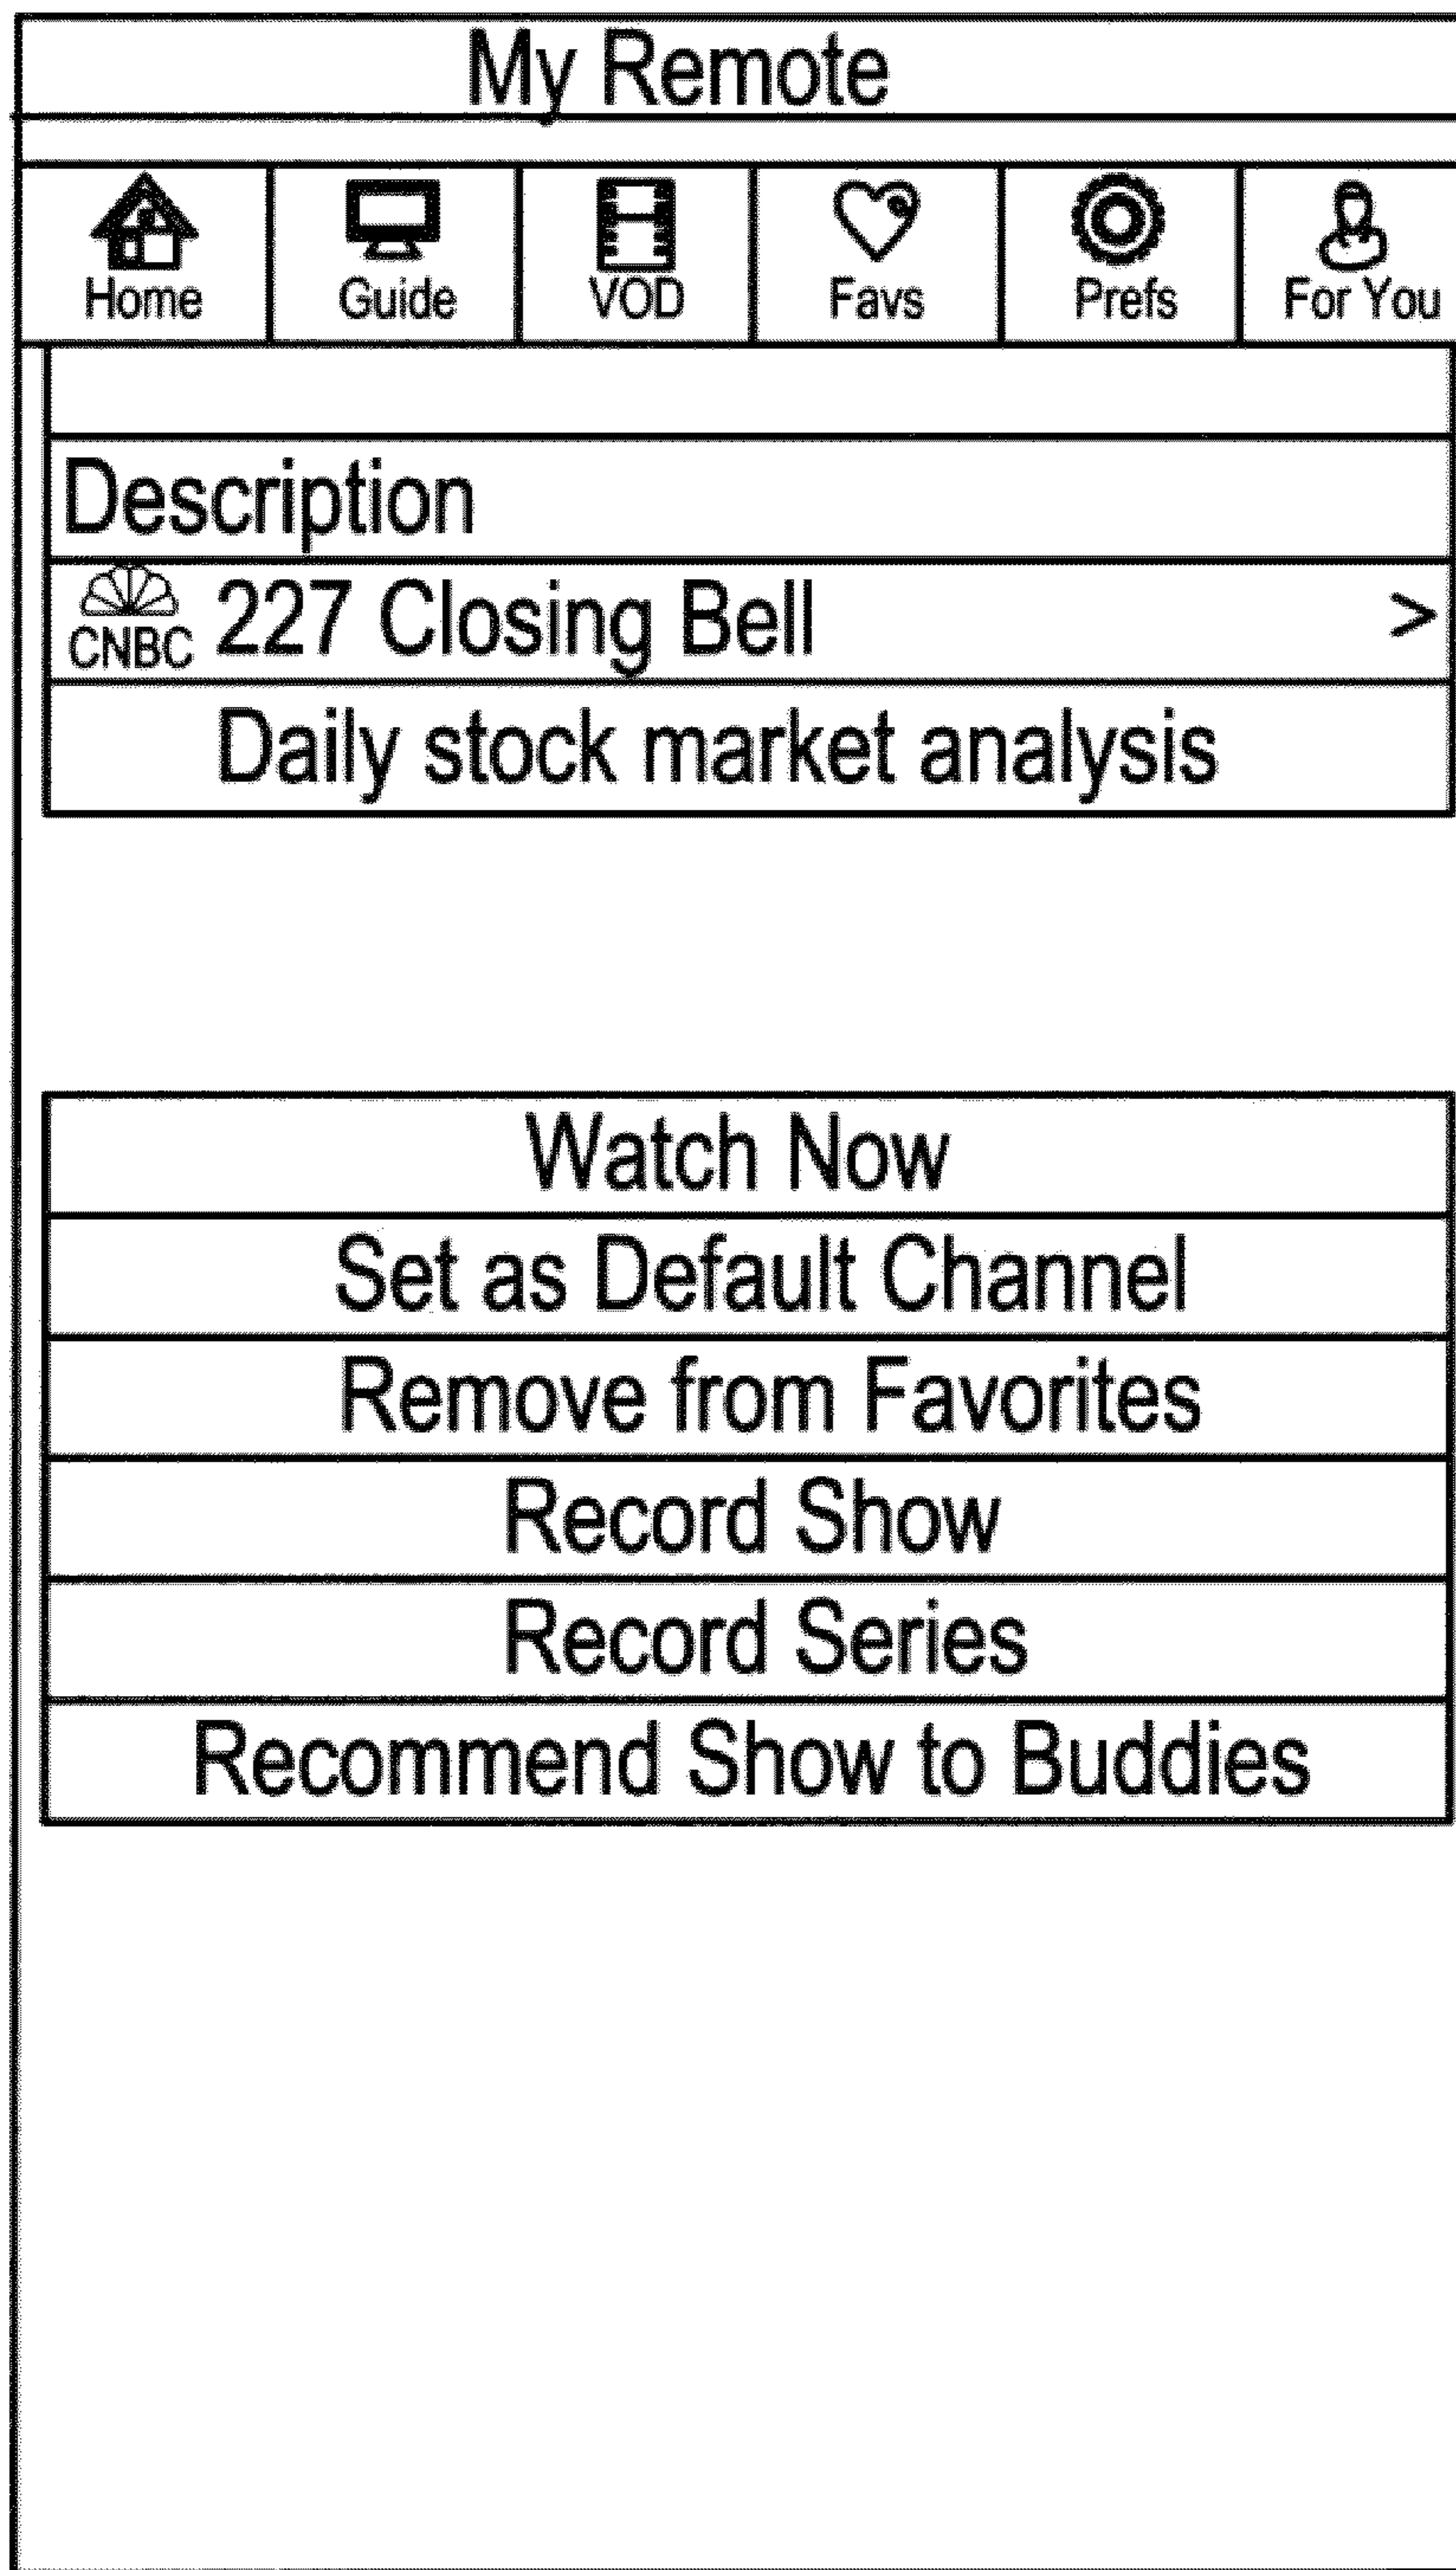 My Remote
Home Guide VOD Favs Prefs For You
Description
CNBC 227 Closing Bell >
Daily stock market analysis
Watch Now
Set as Default Channel
Remove from Favorites
Record Show
Record Series
Recommend Show to Buddies